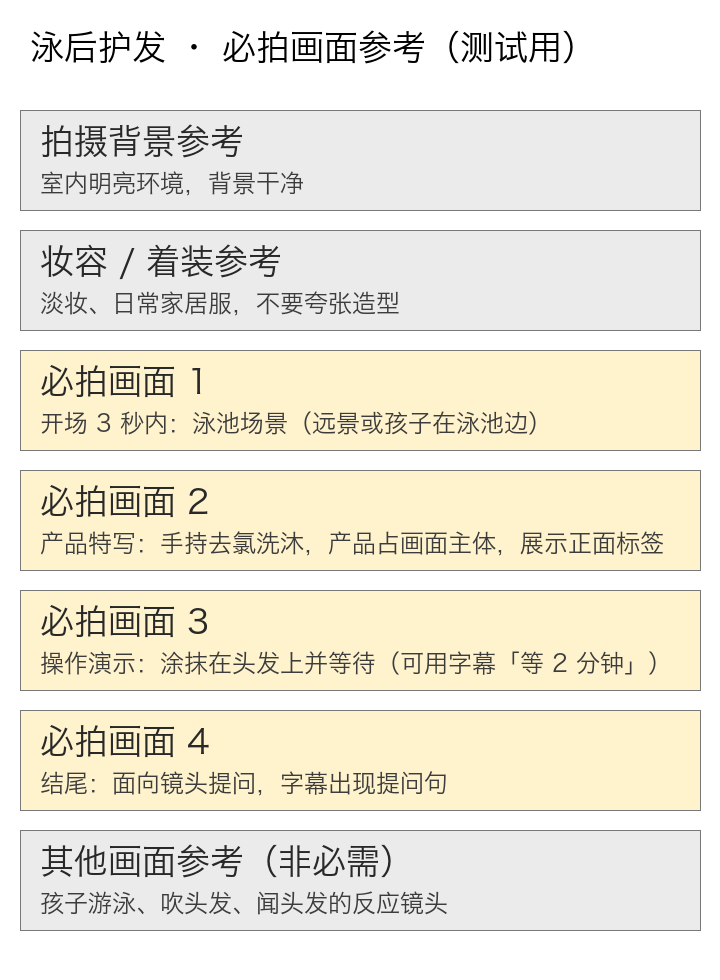 泳后护发 · 必拍画面参考（测试用）
拍摄背景参考
室内明亮环境，背景干净
妆容 / 着装参考
淡妆、日常家居服，不要夸张造型
必拍画面 1
开场 3 秒内：泳池场景（远景或孩子在泳池边）
必拍画面 2
产品特写：手持去氯洗沐，产品占画面主体，展示正面标签
必拍画面 3
操作演示：涂抹在头发上并等待（可用字幕「等 2 分钟」）
必拍画面 4
结尾：面向镜头提问，字幕出现提问句
其他画面参考（非必需）
孩子游泳、吹头发、闻头发的反应镜头